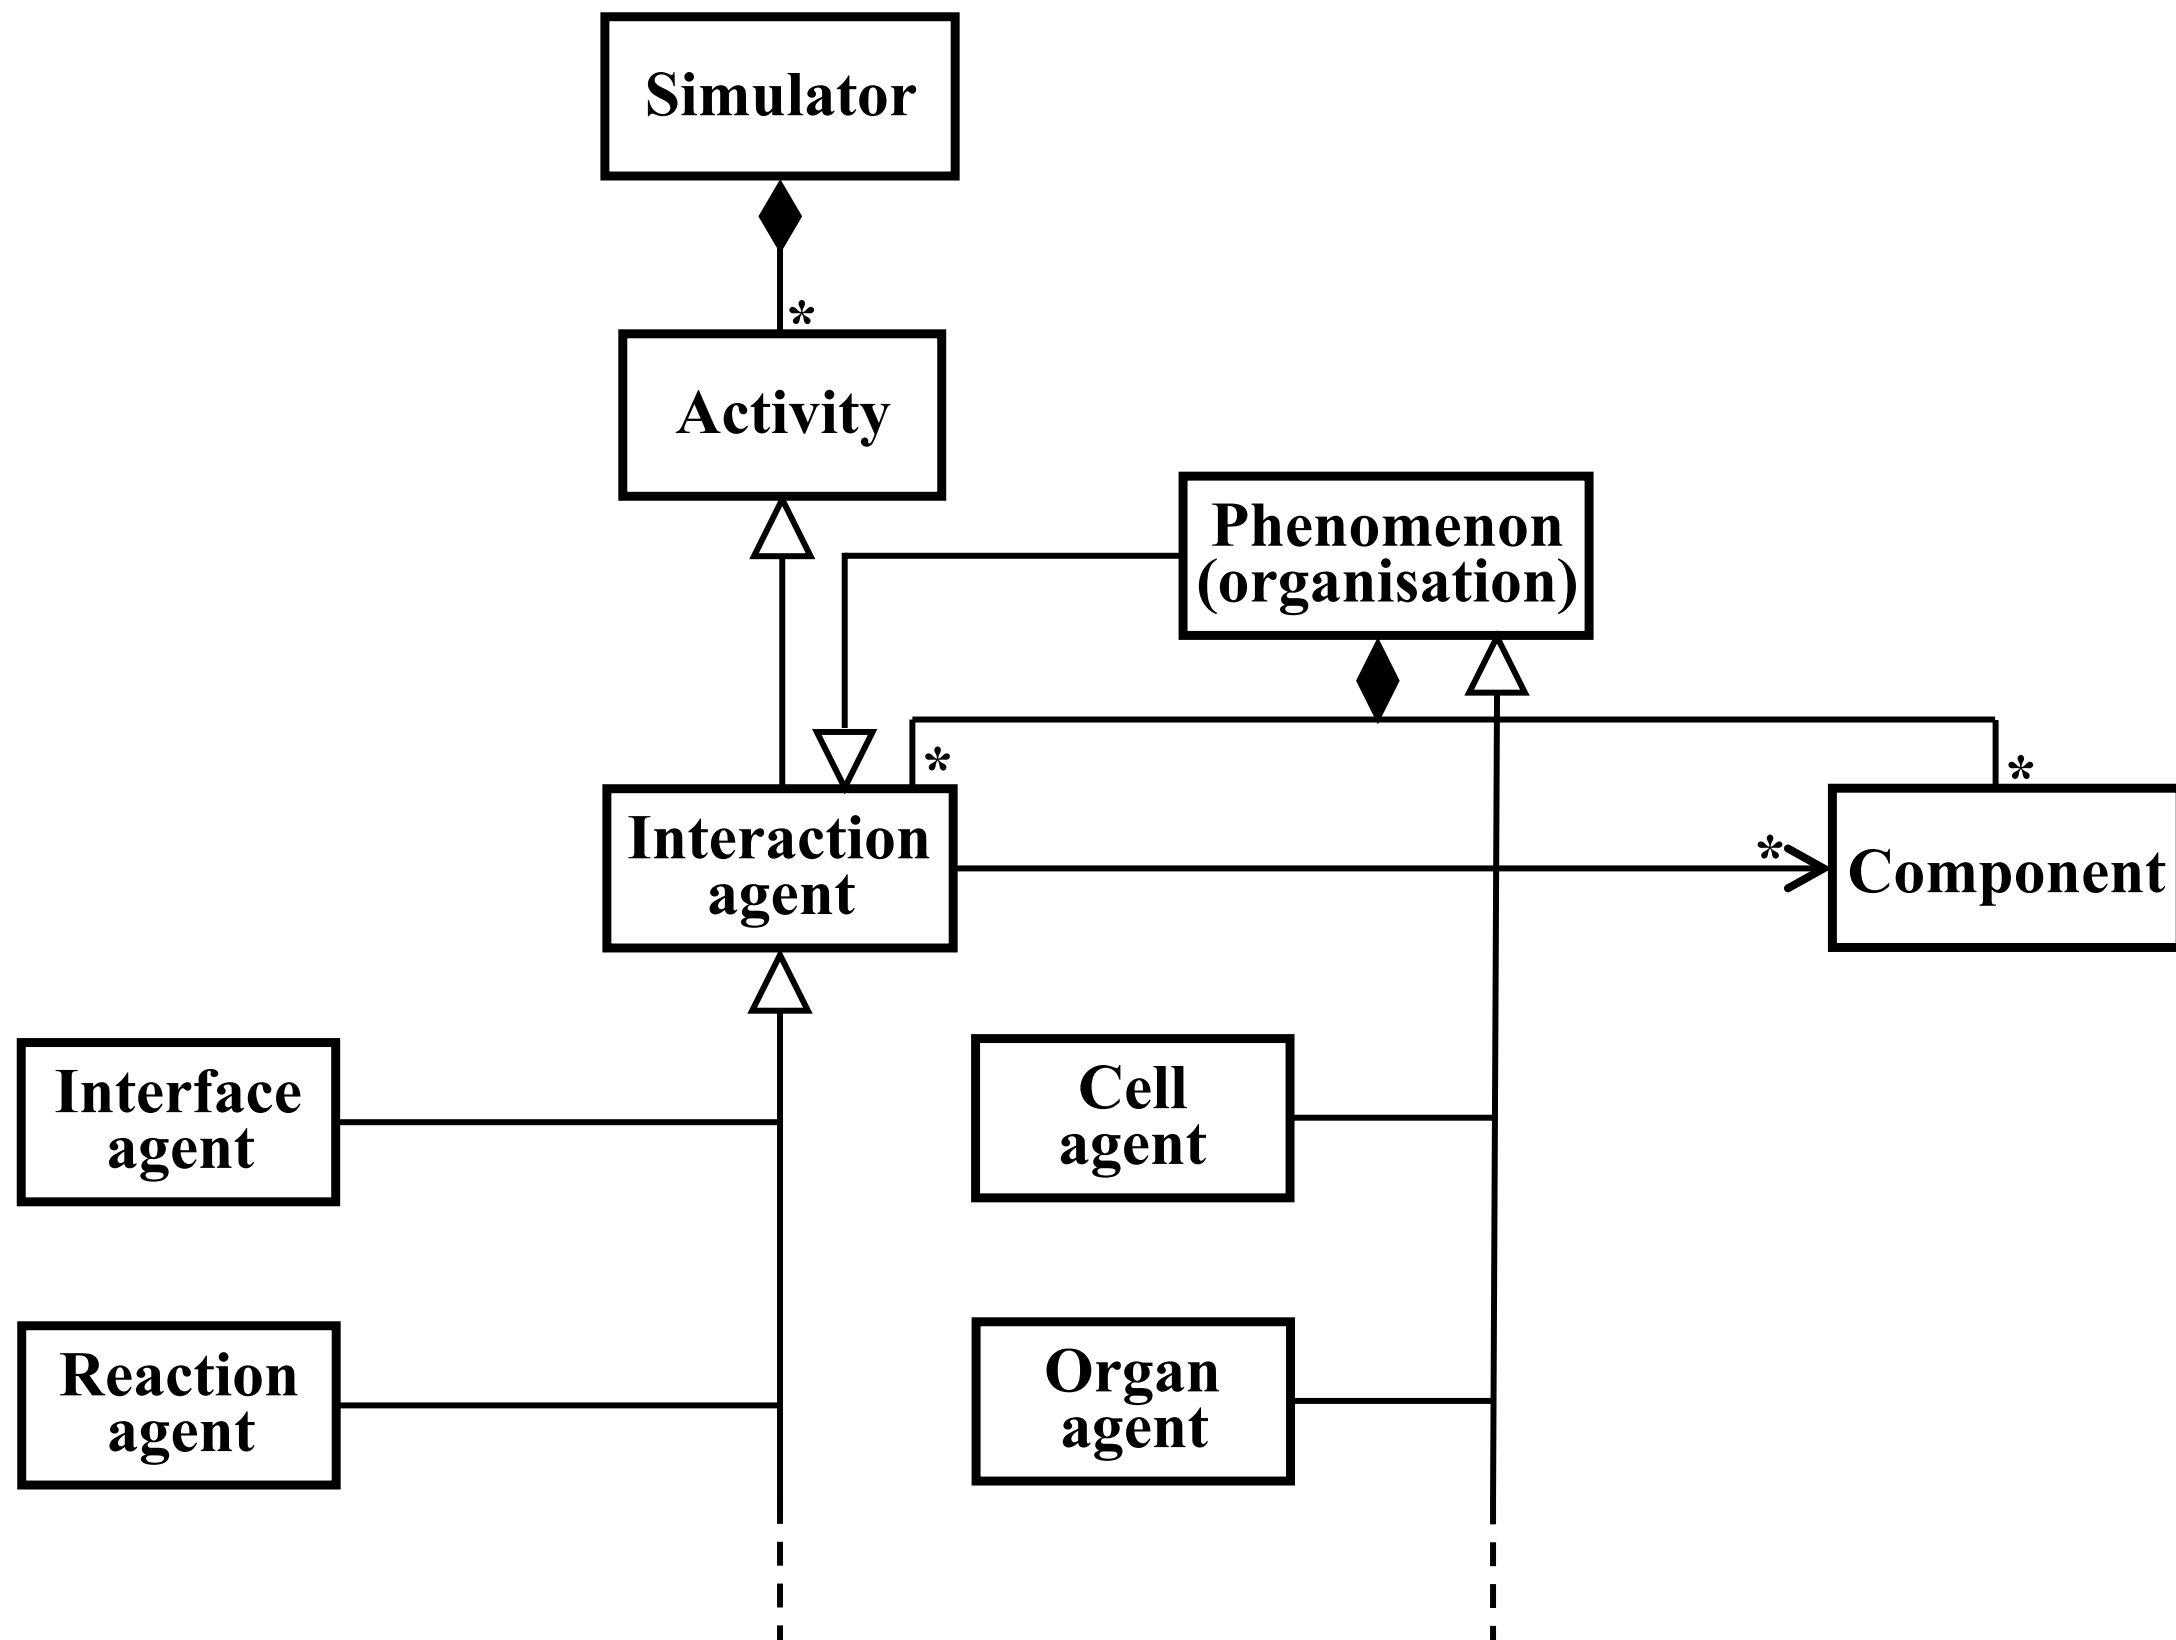 Simulator
*
Activity
Phenomenon
(organisation)
*
*
Interaction
agent
*
Component
Interface
agent
Cell
agent
Reaction
agent
Organ
agent